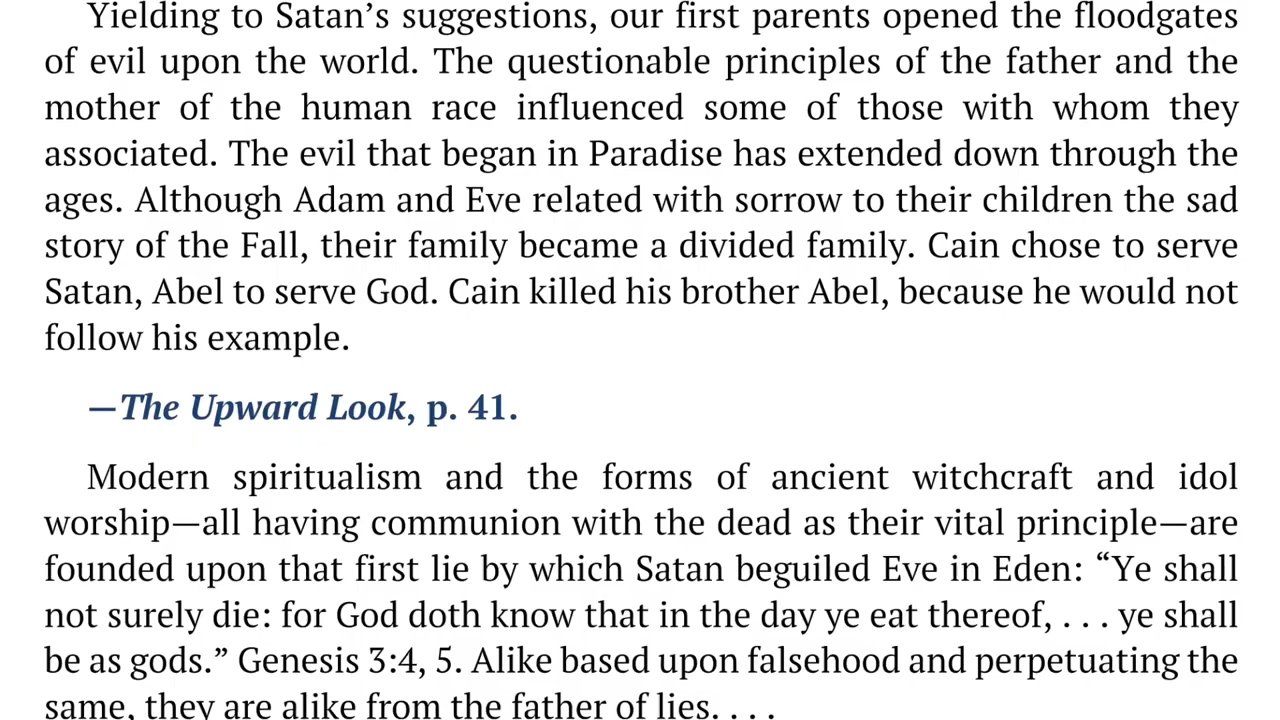 Yielding to Satan’s suggestions, our first parents opened the floodgates
of evil upon the world. The questionable principles of the father and the
mother of the human race influenced some of those with whom they
associated. The evil that began in Paradise has extended down through the
ages. Although Adam and Eve related with sorrow to their children the sad
story of the Fall, their family became a divided family. Cain chose to serve
Satan, Abel to serve God. Cain killed his brother Abel, because he would not
follow his example.
—The Upward Look, p. 41.
Modern spiritualism and the forms of ancient witchcraft and idol
worship—all having communion with the dead as their vital principle—are
founded upon that first lie by which Satan beguiled Eve in Eden: “Ye shall
not surely die: for God doth know that in the day ye eat thereof, . . . ye shall
be as gods.” Genesis 3:4, 5. Alike based upon falsehood and perpetuating the
same, they are alike from the father of lies. . . .